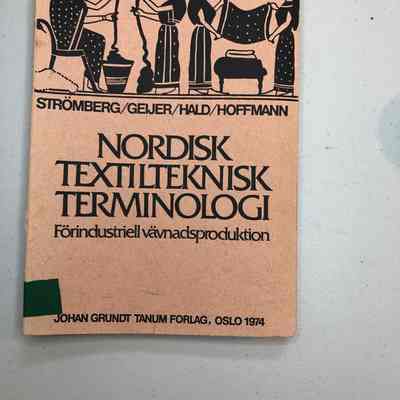 STRÖMBERG/GEIJER/HALD/HOFFMANN
NORDISK
TEXTILTEKNISK
TERMINOLOGI
Förindustriell vävnadsproduktion
JOHAN GRUNDT TANUM FORLAG, OSLO 1974